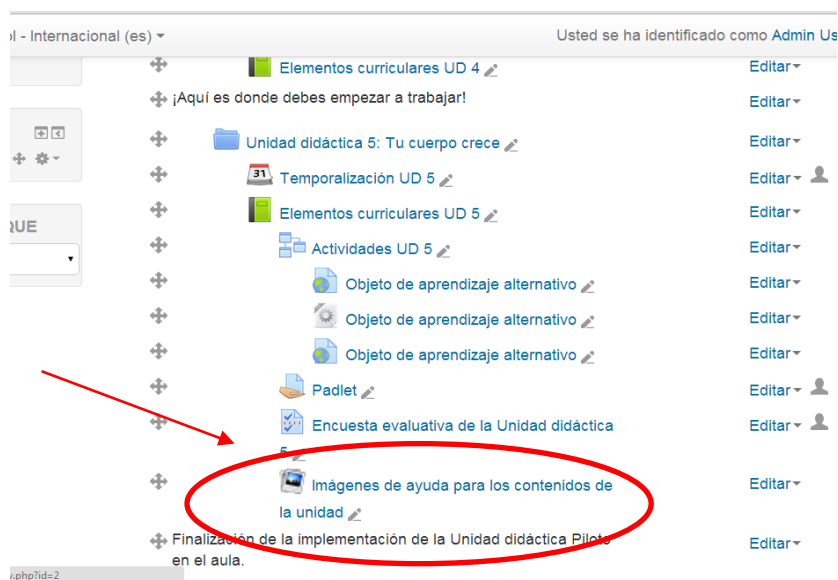 ol - Internacional (es)
Usted se ha identificado como Admin Us
Elementos curriculares UD 4 Editar
¡Aquí es donde debes empezar a trabajar! Editar
Unidad didáctica 5: Tu cuerpo crece Editar
31 Temporalización UD 5 Editar
QUE
Elementos curriculares UD 5 Editar
Actividades UD 5 Editar
Objeto de aprendizaje alternativo Editar
Objeto de aprendizaje alternativo Editar
Objeto de aprendizaje alternativo Editar
Padlet Editar
Encuesta evaluativa de la Unidad didáctica Editar
5
Imágenes de ayuda para los contenidos de Editar
la unidad
Finalización de la implementación de la Unidad didáctica Piloto Editar
en el aula.
v.php?id=2